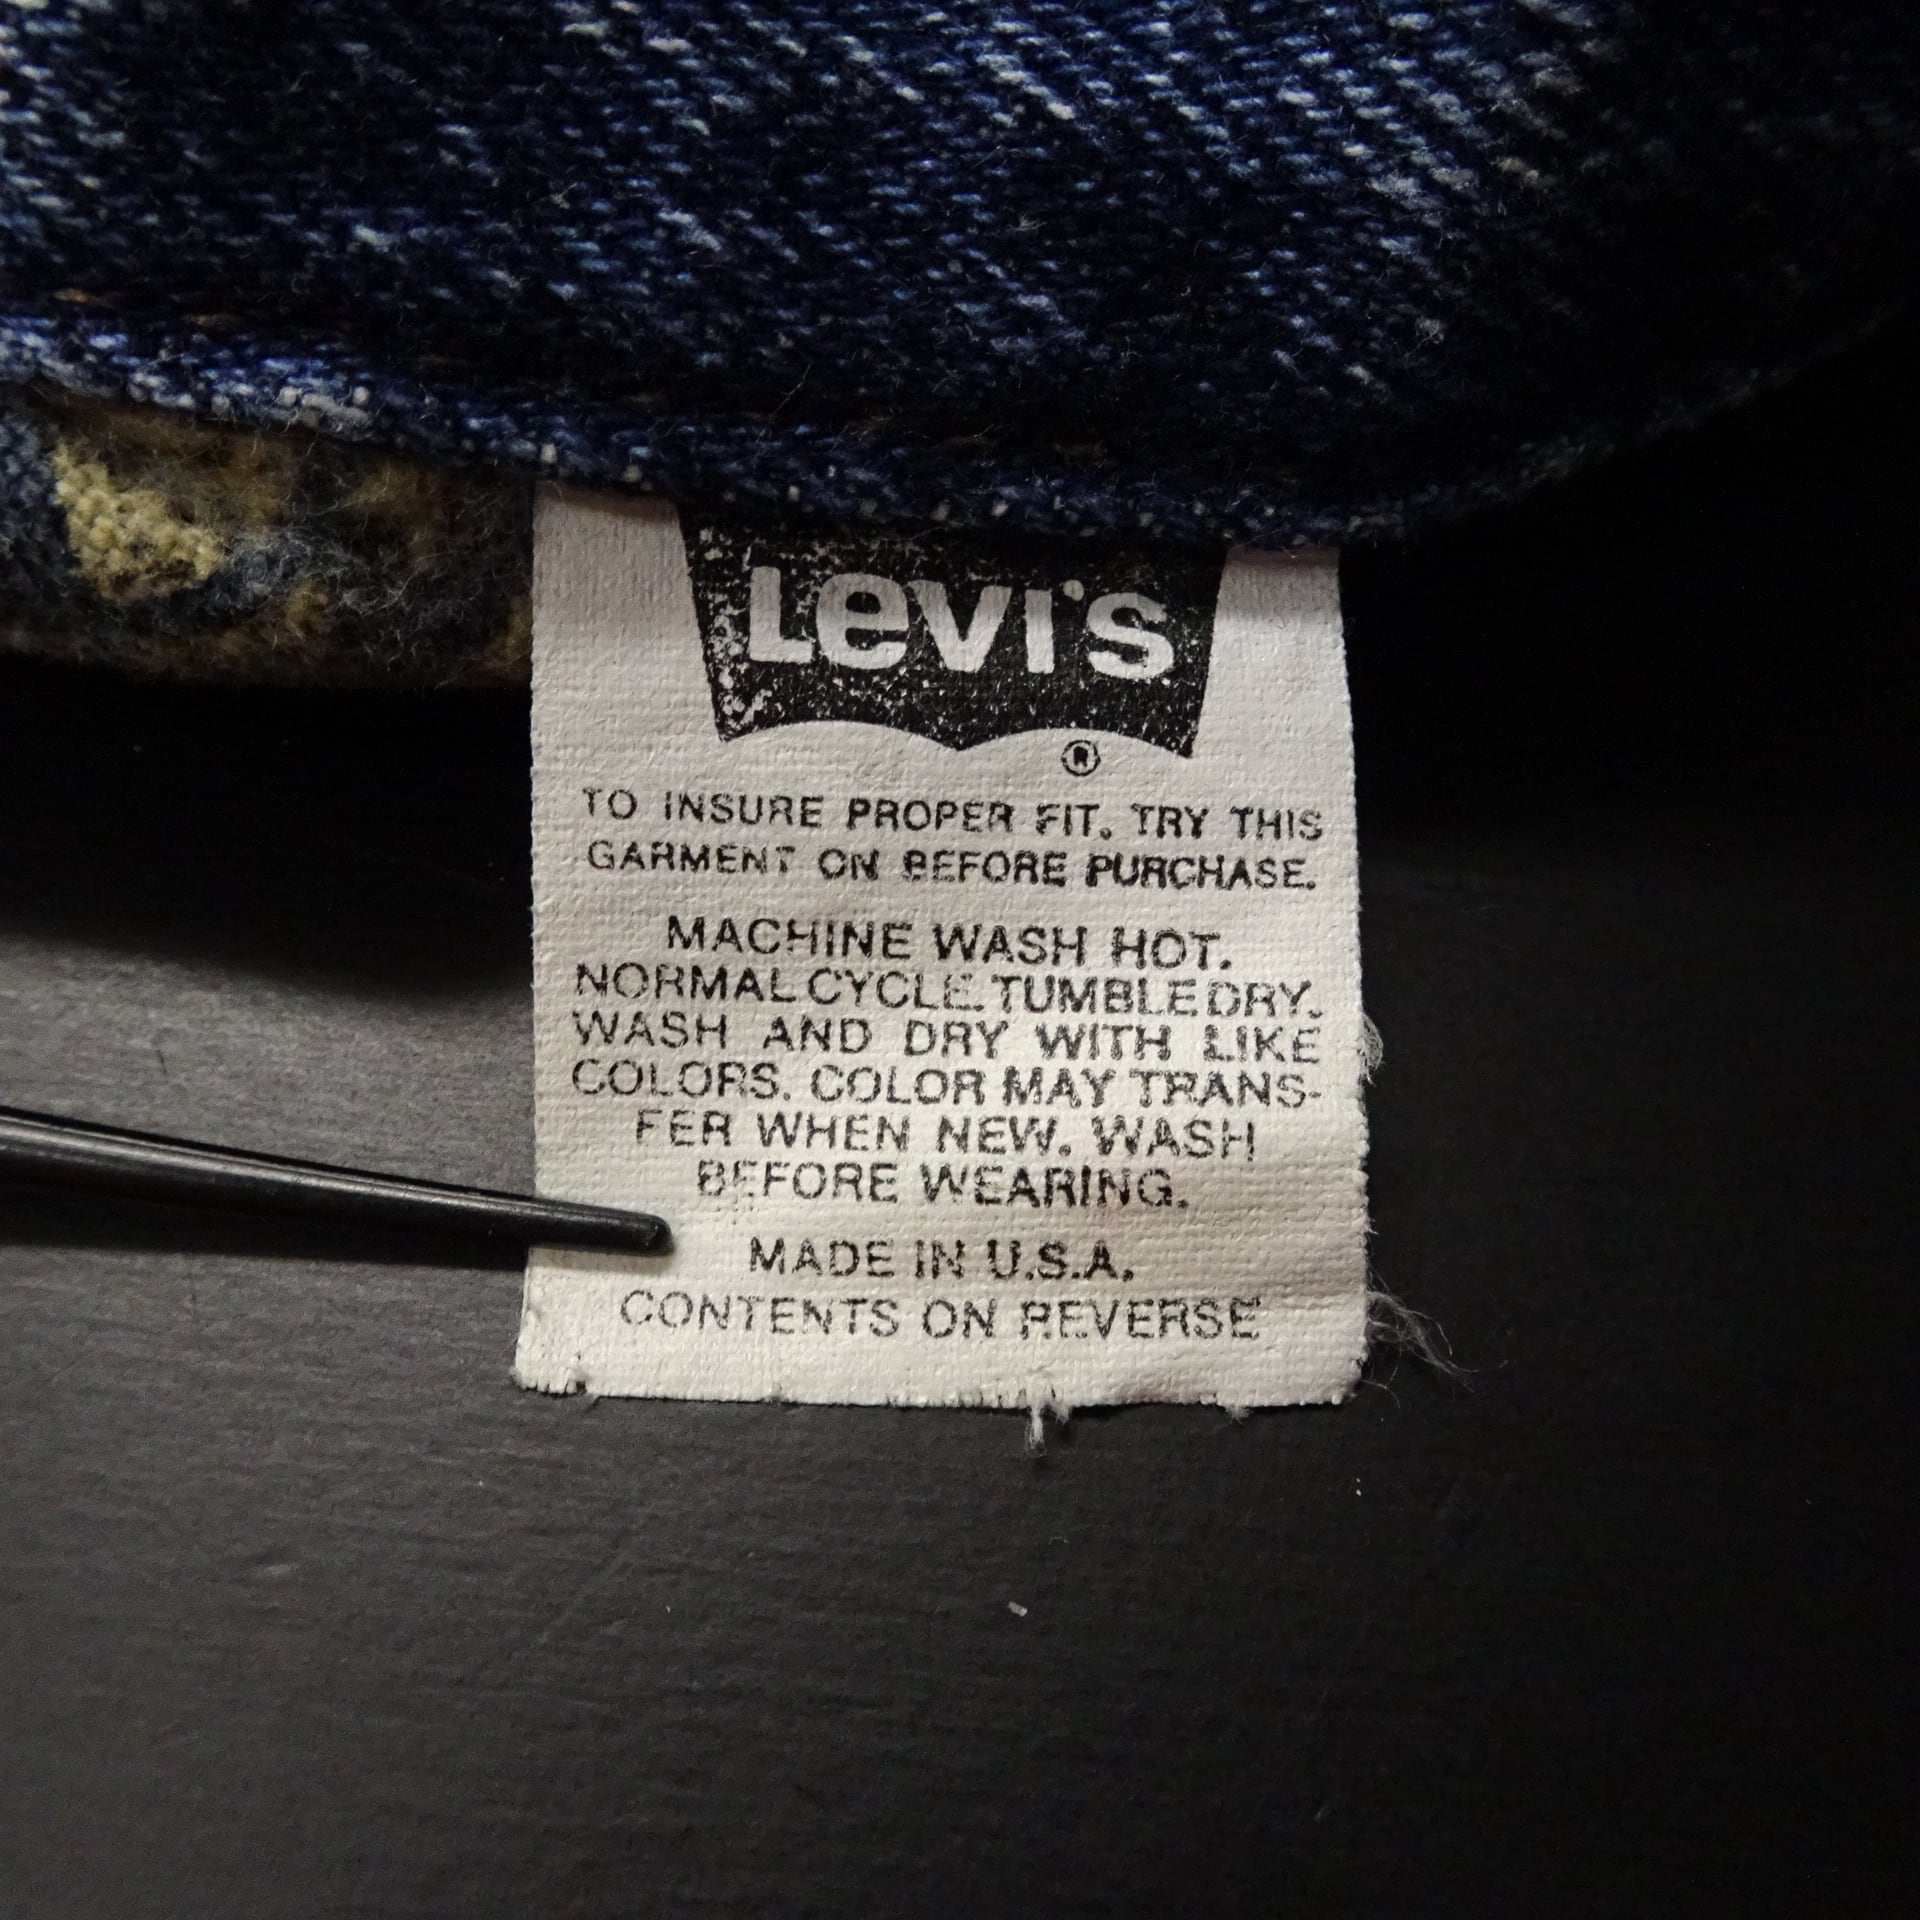 Levi's
®
TO INSURE PROPER FIT. TRY THIS
GARMENT ON BEFORE PURCHASE.
MACHINE WASH HOT.
NORMAL CYCLE. TUMBLE DRY.
WASH AND DRY WITH LIKE
COLORS. COLOR MAY TRANS-
FER WHEN NEW. WASH
BEFORE WEARING.
MADE IN U.S.A.
CONTENTS ON REVERSE